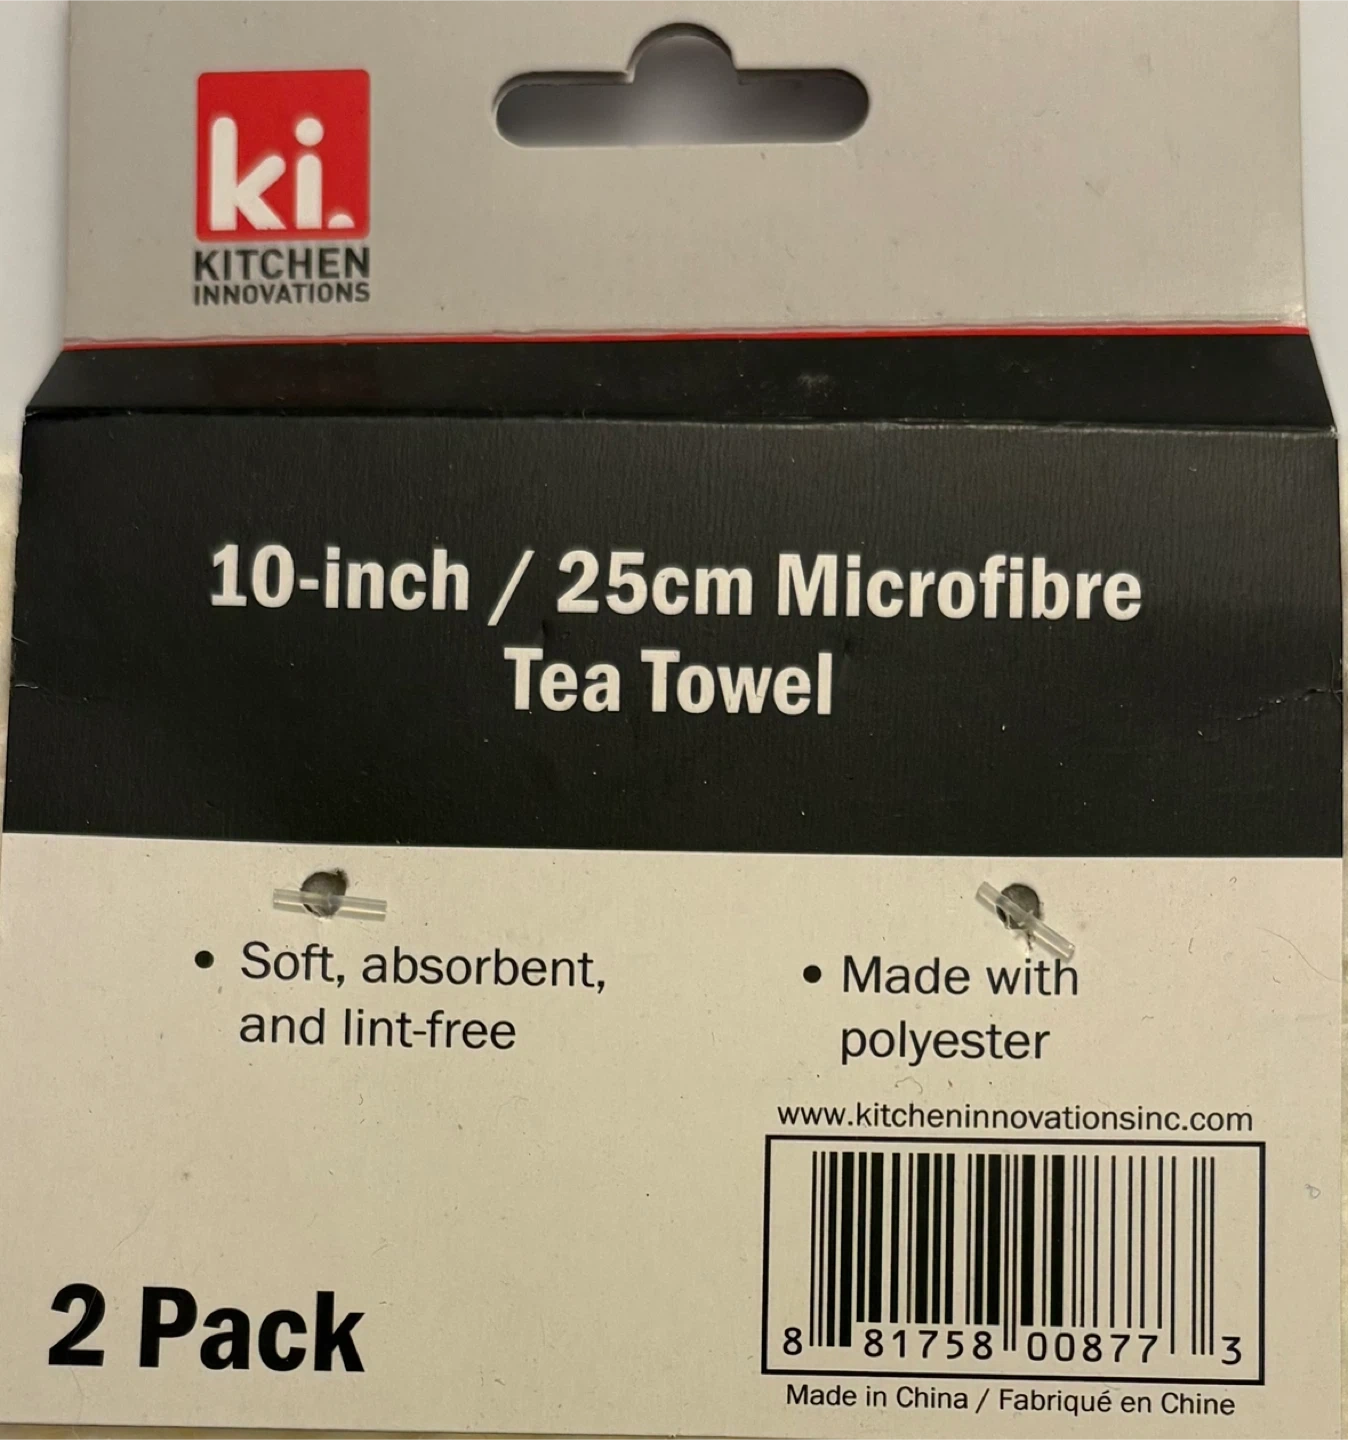 ki.
KITCHEN
INNOVATIONS
10-inch / 25cm Microfibre
Tea Towel
• Soft, absorbent,
and lint-free
• Made with
polyester
www.kitcheninnovationsinc.com
8 81758 00877 3
2 Pack
Made in China / Fabriqué en Chine